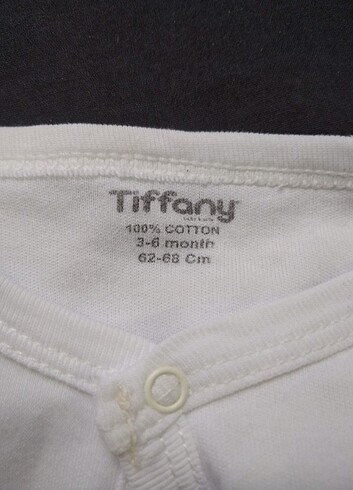 Tiffany
100% COTTON
3-6 month
62-68 Cm